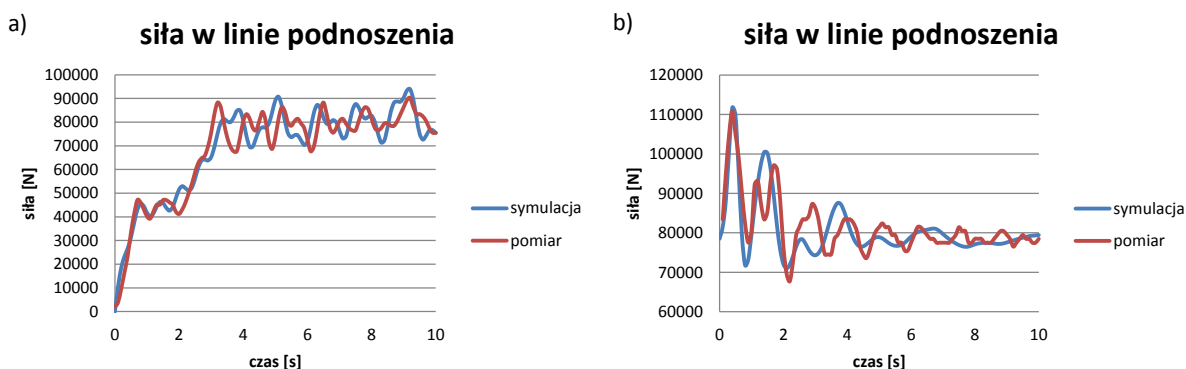 a)
siła w linie podnoszenia
siła [N]
100000
90000
80000
70000
60000
50000
40000
30000
20000
10000
0
0 2 4 6 8 10
czas [s]
symulacja
pomiar
b)
siła w linie podnoszenia
siła [N]
120000
110000
100000
90000
80000
70000
60000
0 2 4 6 8 10
czas [s]
symulacja
pomiar